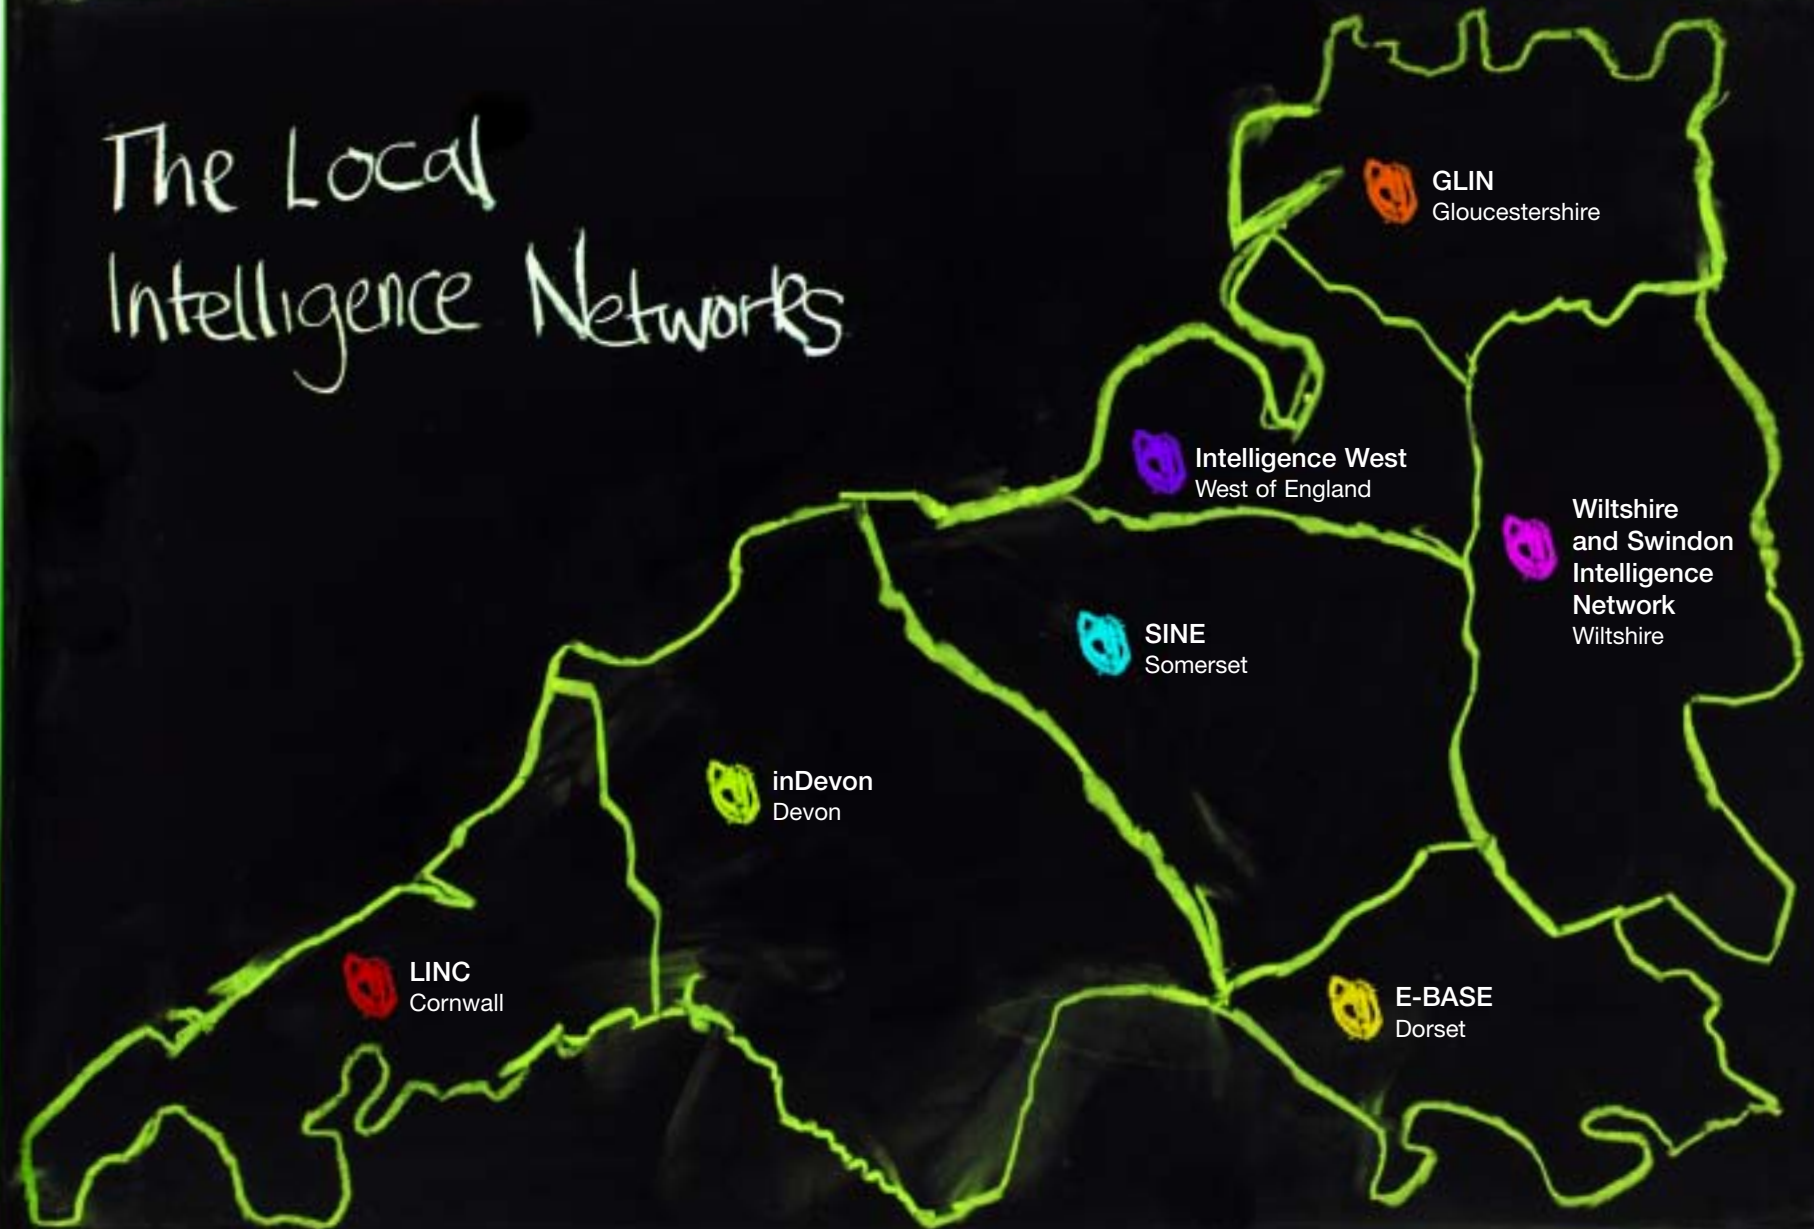 The Local
Intelligence Networks
GLIN
Gloucestershire
Intelligence West
West of England
Wiltshire
and Swindon
Intelligence
Network
Wiltshire
SINE
Somerset
inDevon
Devon
LINC
Cornwall
E-BASE
Dorset